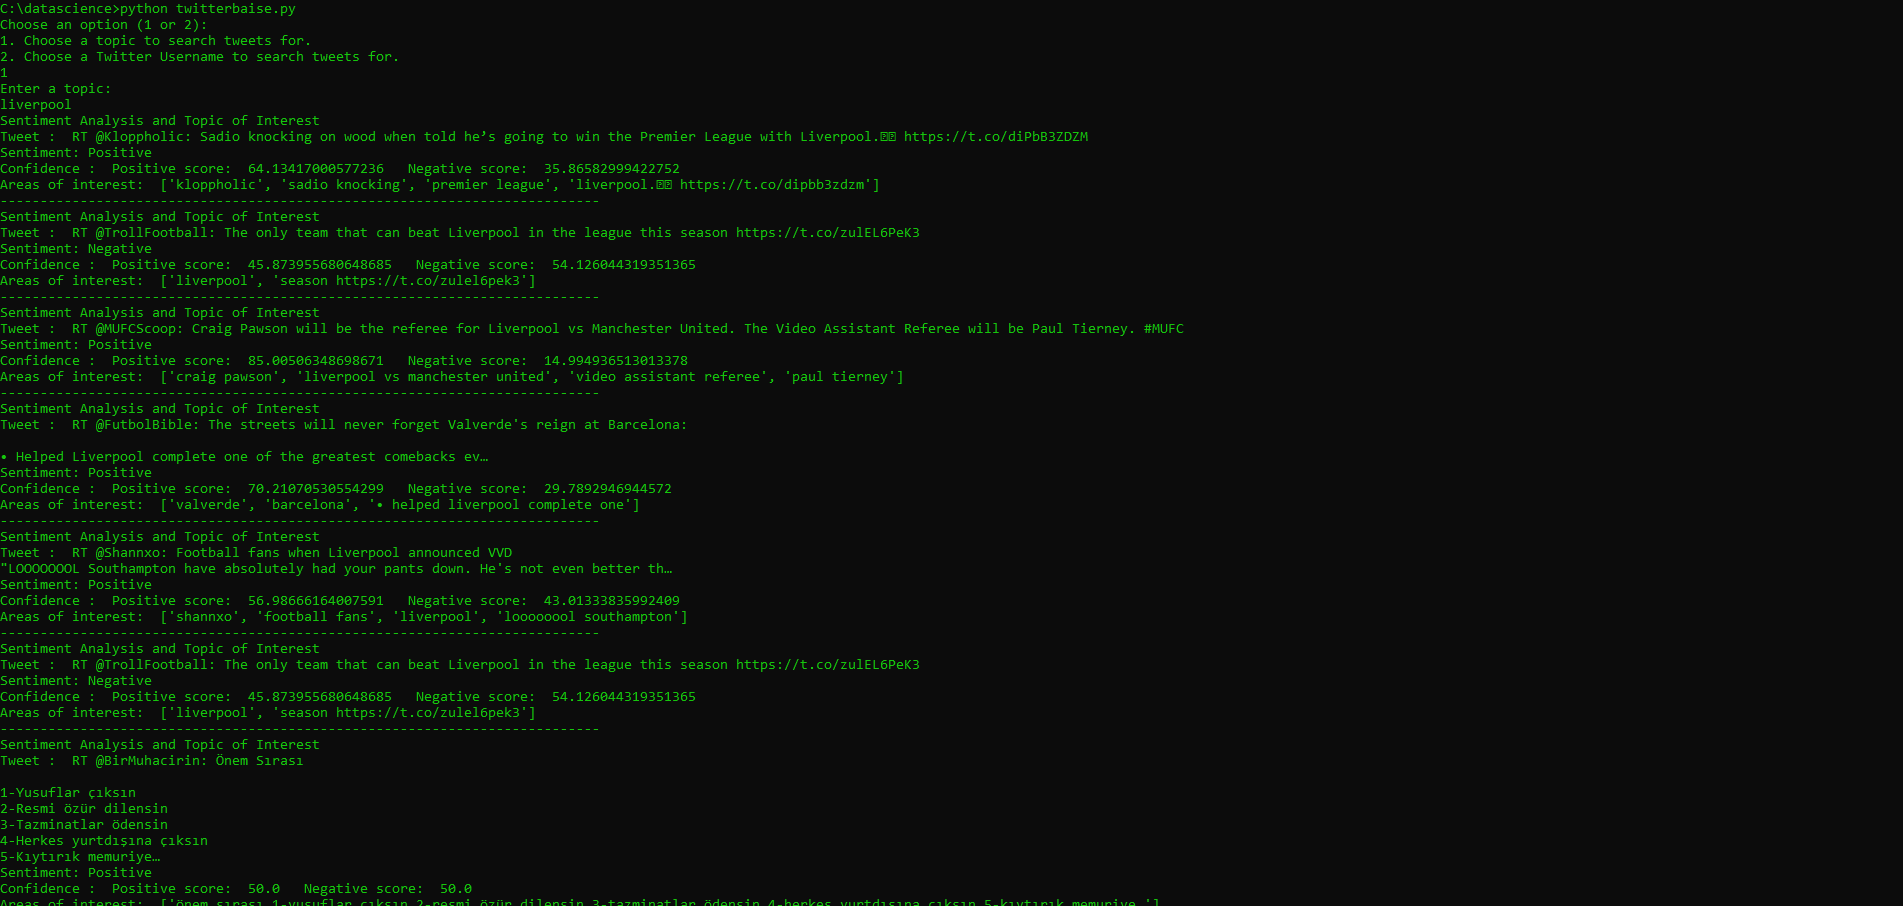 C:\datascience>python twitterbaise.py
Choose an option (1 or 2):
1. Choose a topic to search tweets for.
2. Choose a Twitter Username to search tweets for.
1
Enter a topic:
liverpool
Sentiment Analysis and Topic of Interest
Tweet :  RT @Kloppholic: Sadio knocking on wood when told he’s going to win the Premier League with Liverpool. https://t.co/diPbB3ZDZM
Sentiment: Positive
Confidence :  Positive score:  64.13417000577236   Negative score:  35.86582999422752
Areas of interest:  ['kloppholic', 'sadio knocking', 'premier league', 'liverpool. https://t.co/dipbb3zdzm']
---------------------------------------------------------------------------
Sentiment Analysis and Topic of Interest
Tweet :  RT @TrollFootball: The only team that can beat Liverpool in the league this season https://t.co/zulEL6PeK3
Sentiment: Negative
Confidence :  Positive score:  45.873955680648685   Negative score:  54.126044319351365
Areas of interest:  ['liverpool', 'season https://t.co/zulel6pek3']
---------------------------------------------------------------------------
Sentiment Analysis and Topic of Interest
Tweet :  RT @MUFCScoop: Craig Pawson will be the referee for Liverpool vs Manchester United. The Video Assistant Referee will be Paul Tierney. #MUFC
Sentiment: Positive
Confidence :  Positive score:  85.00506348698671   Negative score:  14.994936513013378
Areas of interest:  ['craig pawson', 'liverpool vs manchester united', 'video assistant referee', 'paul tierney']
---------------------------------------------------------------------------
Sentiment Analysis and Topic of Interest
Tweet :  RT @FutbolBible: The streets will never forget Valverde's reign at Barcelona:
• Helped Liverpool complete one of the greatest comebacks ev…
Sentiment: Positive
Confidence :  Positive score:  70.21070530554299   Negative score:  29.7892946944572
Areas of interest:  ['valverde', 'barcelona', '• helped liverpool complete one']
---------------------------------------------------------------------------
Sentiment Analysis and Topic of Interest
Tweet :  RT @Shannxo: Football fans when Liverpool announced VVD
"LOOOOOOOL Southampton have absolutely had your pants down. He's not even better th…
Sentiment: Positive
Confidence :  Positive score:  56.98666164007591   Negative score:  43.01333835992409
Areas of interest:  ['shannxo', 'football fans', 'liverpool', 'loooooool southampton']
---------------------------------------------------------------------------
Sentiment Analysis and Topic of Interest
Tweet :  RT @TrollFootball: The only team that can beat Liverpool in the league this season https://t.co/zulEL6PeK3
Sentiment: Negative
Confidence :  Positive score:  45.873955680648685   Negative score:  54.126044319351365
Areas of interest:  ['liverpool', 'season https://t.co/zulel6pek3']
---------------------------------------------------------------------------
Sentiment Analysis and Topic of Interest
Tweet :  RT @BirMuhacirin: Önem Sırası
1-Yusuflar çıksın
2-Resmi özür dilensin
3-Tazminatlar ödensin
4-Herkes yurtdışına çıksın
5-Kıytırık memuriye…
Sentiment: Positive
Confidence :  Positive score:  50.0   Negative score:  50.0
Areas of interest:  ['önem sırası 1-yusuflar çıksın 2-resmi özür dilensin 3-tazminatlar ödensin 4-herkes yurtdışına çıksın 5-kıytırık memuriye…']